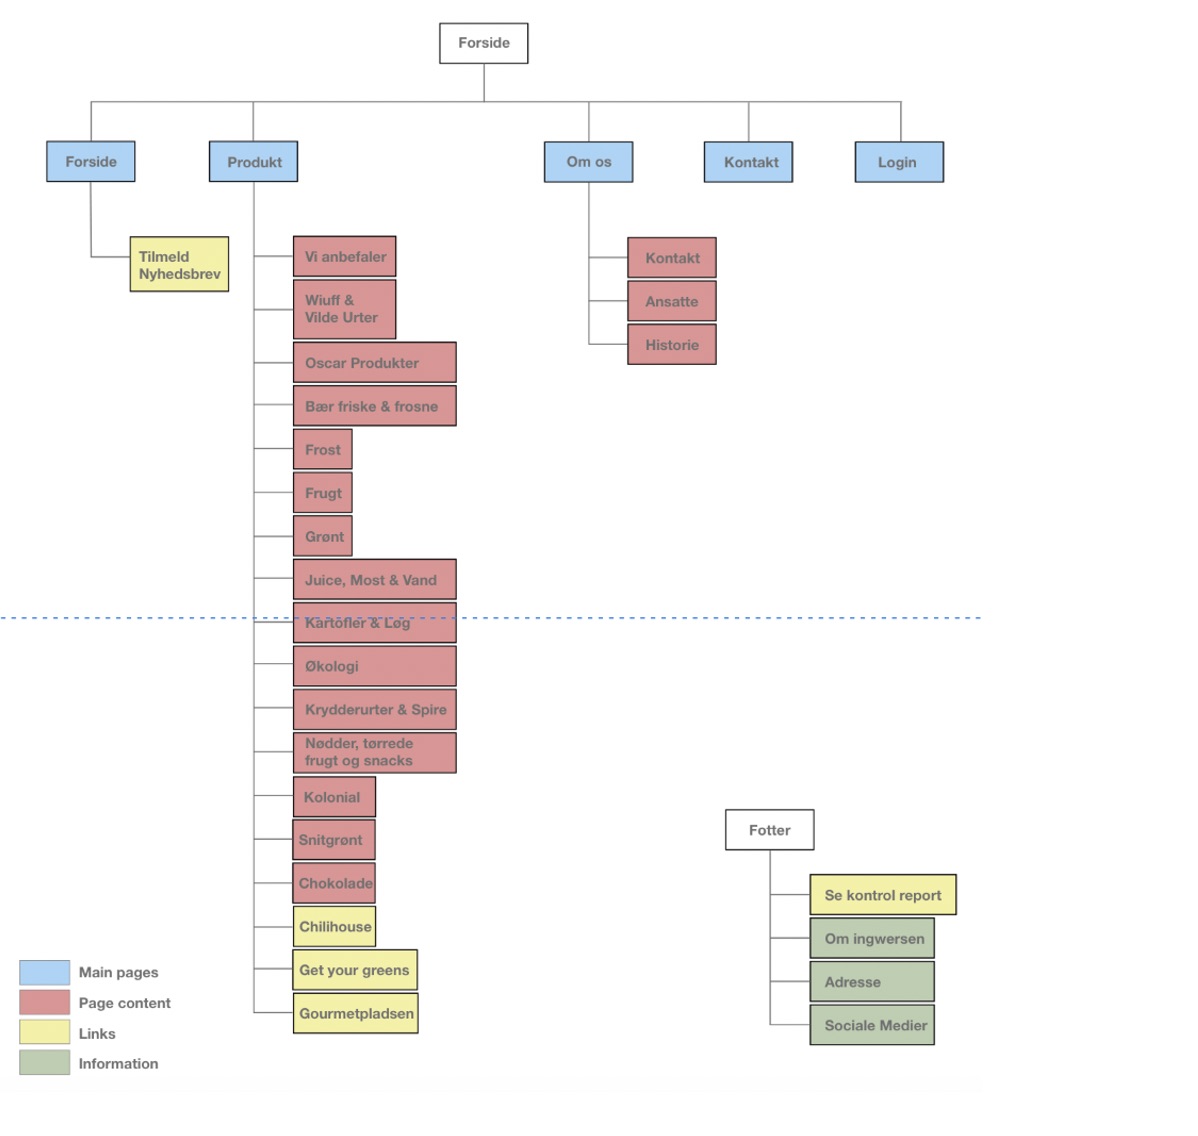 Forside
Forside
Produkt
Om os
Kontakt
Login
Tilmeld
Nyhedsbrev
Vi anbefaler
Wiuff &
Vilde Urter
Oscar Produkter
Bær friske & frosne
Frost
Frugt
Grønt
Juice, Most & Vand
Kartofler & Løg
Økologi
Krydderurter & Spire
Nødder, tørrede
frugt og snacks
Kolonial
Snitgrønt
Chokolade
Chilihouse
Get your greens
Gourmetpladsen
Kontakt
Ansatte
Historie
Fotter
Se kontrol report
Om ingwersen
Adresse
Sociale Medier
Main pages
Page content
Links
Information